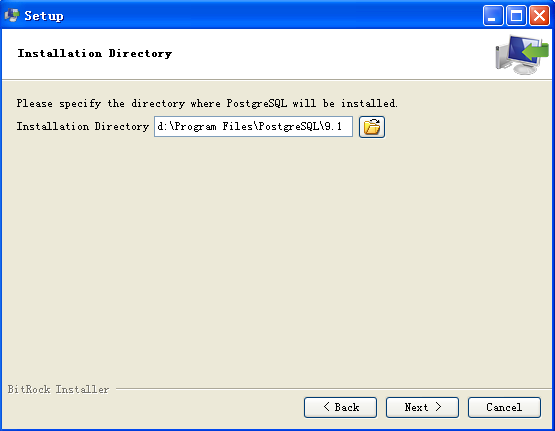 Setup
Installation Directory
Please specify the directory where PostgreSQL will be installed.
Installation Directory d:\Program Files\PostgreSQL\9.1
BitRock Installer
< Back Next > Cancel